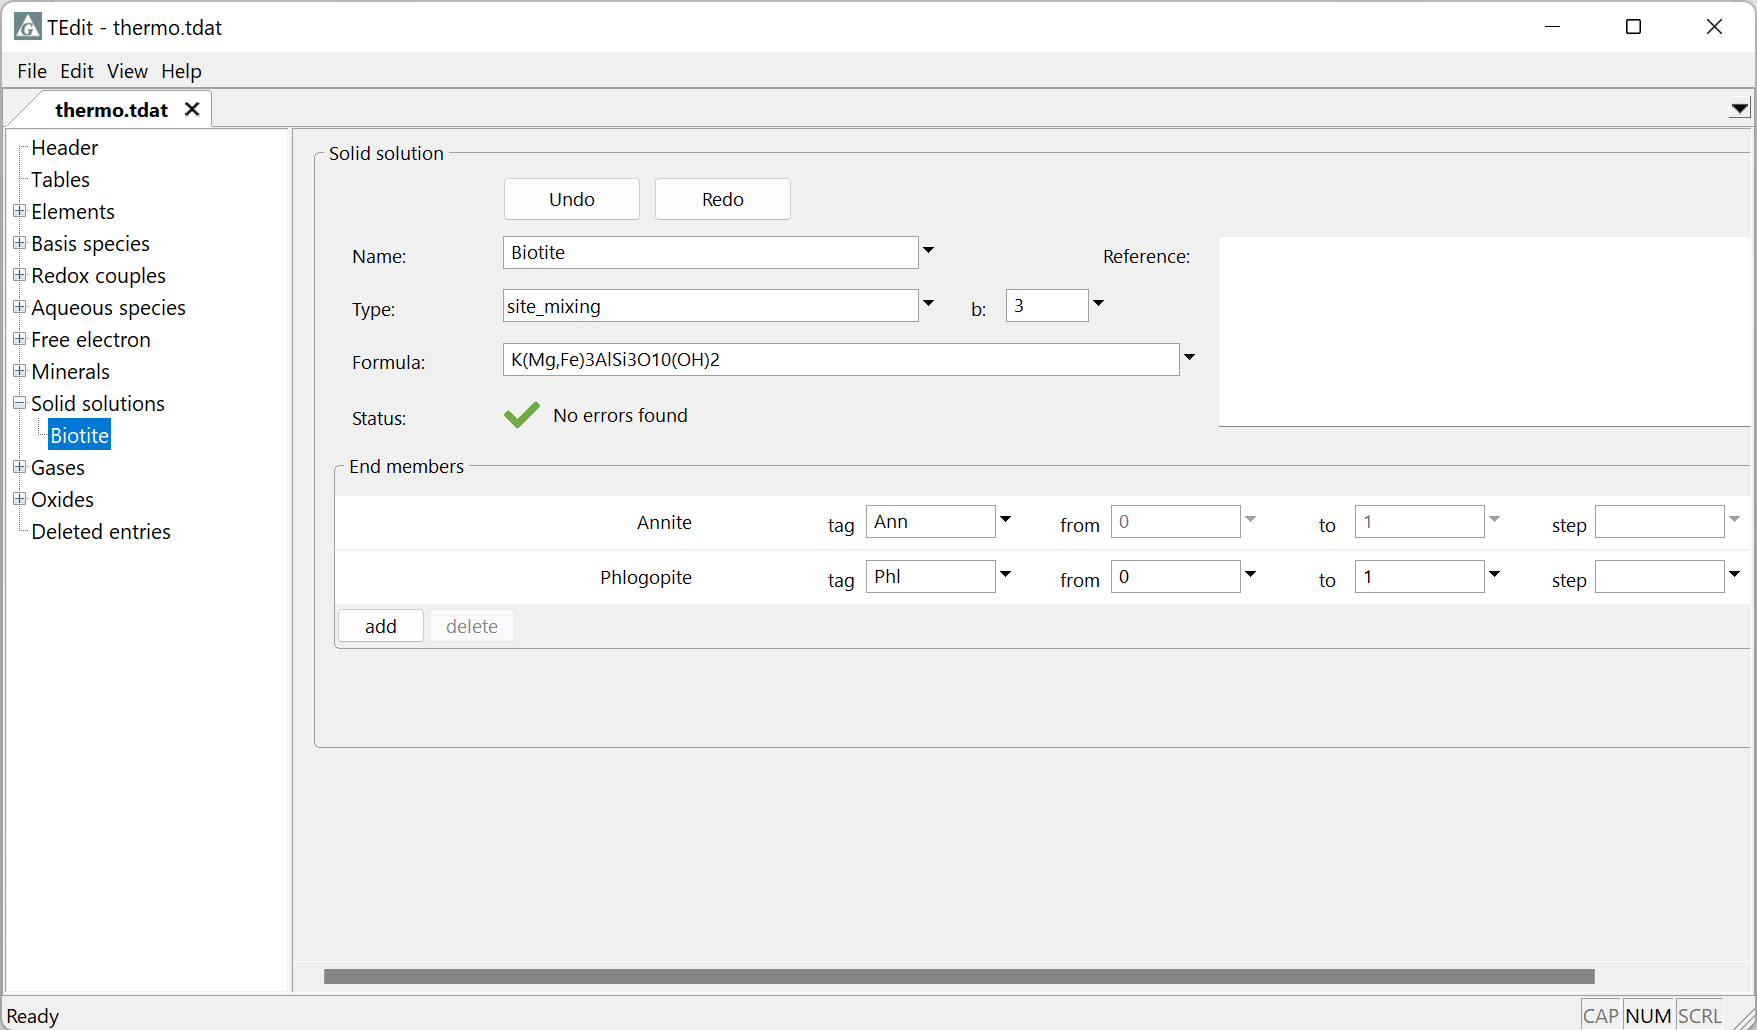 TEdit - thermo.tdat
File Edit View Help
thermo.tdat
Header
Tables
Elements
Basis species
Redox couples
Aqueous species
Free electron
Minerals
Solid solutions
Biotite
Gases
Oxides
Deleted entries
Solid solution
Undo Redo
Name: Biotite Reference:
Type: site_mixing b: 3
Formula: K(Mg,Fe)3AlSi3O10(OH)2
Status: No errors found
End members
Annite tag Ann from 0 to 1 step
Phlogopite tag Phl from 0 to 1 step
add delete
Ready CAP NUM SCRL